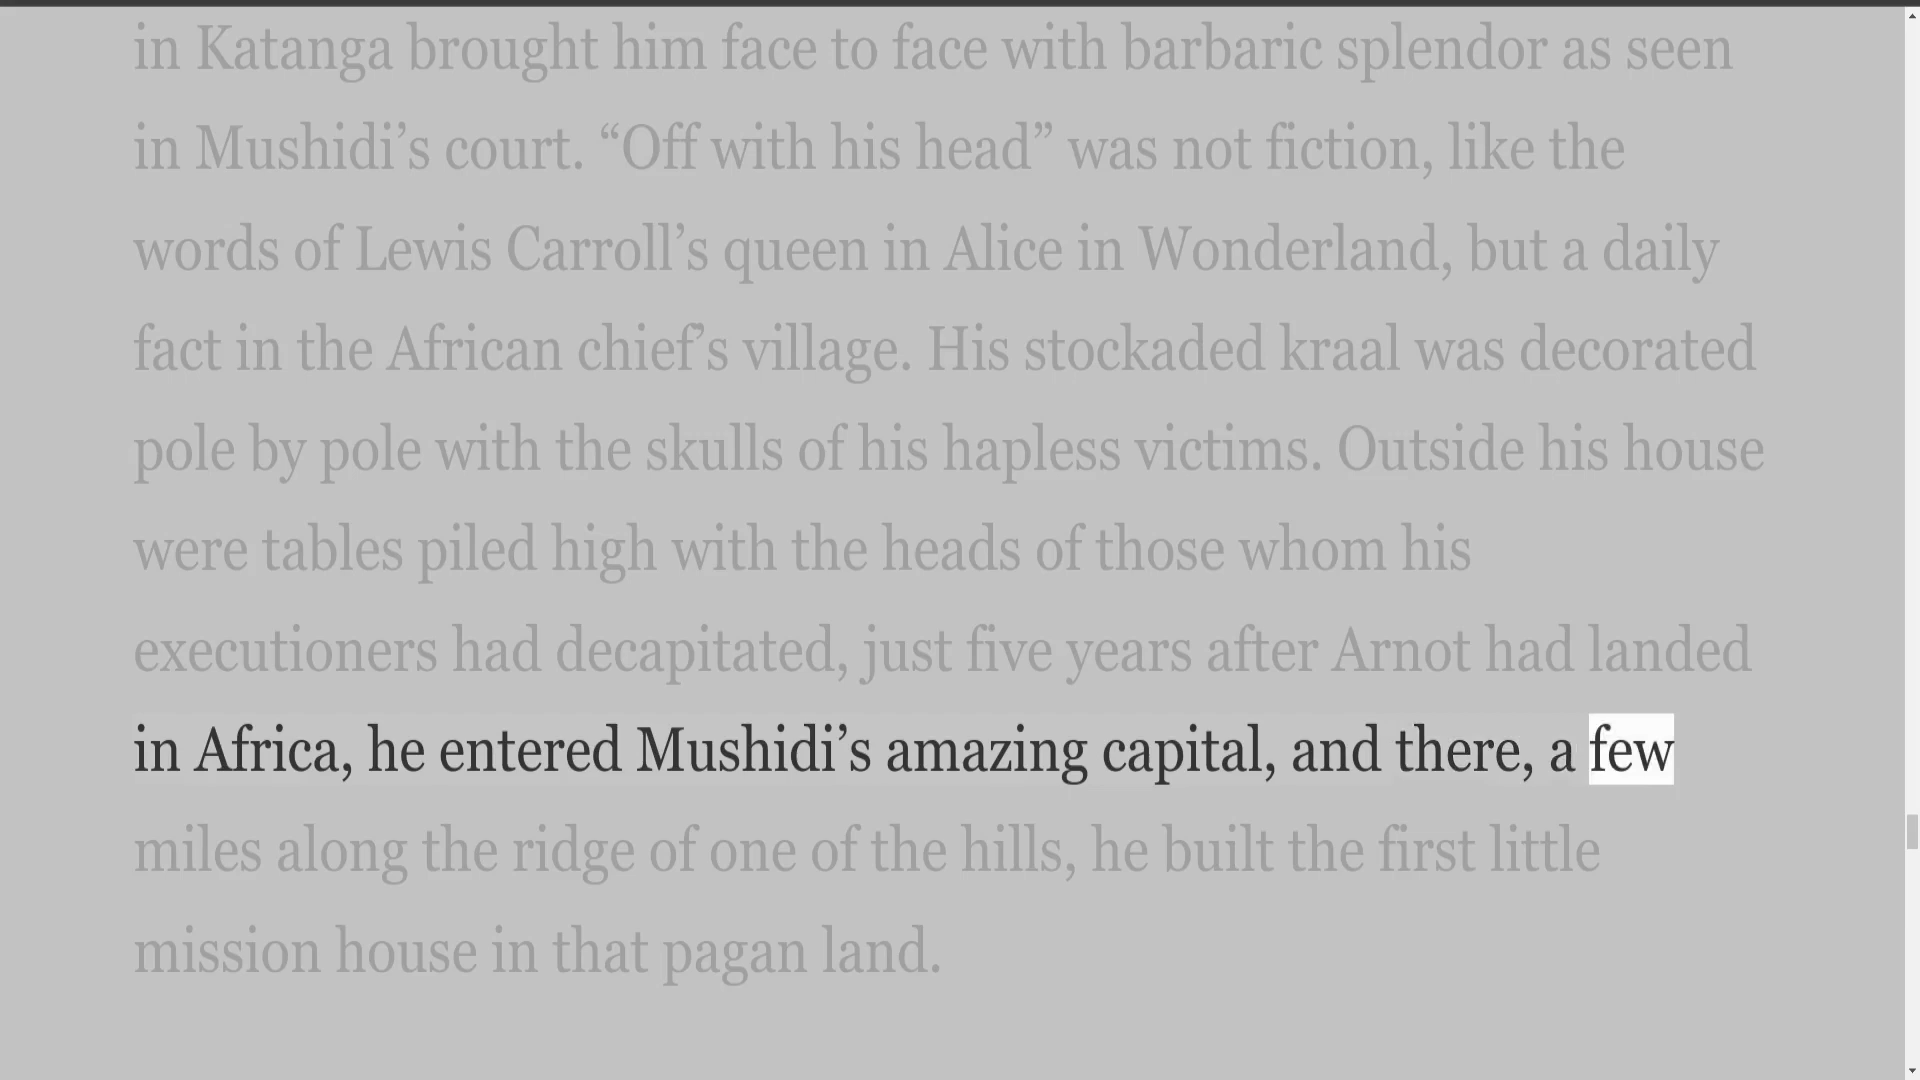 in Katanga brought him face to face with barbaric splendor as seen
in Mushidi’s court. “Off with his head” was not fiction, like the
words of Lewis Carroll’s queen in Alice in Wonderland, but a daily
fact in the African chief’s village. His stockaded kraal was decorated
pole by pole with the skulls of his hapless victims. Outside his house
were tables piled high with the heads of those whom his
executioners had decapitated, just five years after Arnot had landed
in Africa, he entered Mushidi’s amazing capital, and there, a few
miles along the ridge of one of the hills, he built the first little
mission house in that pagan land.